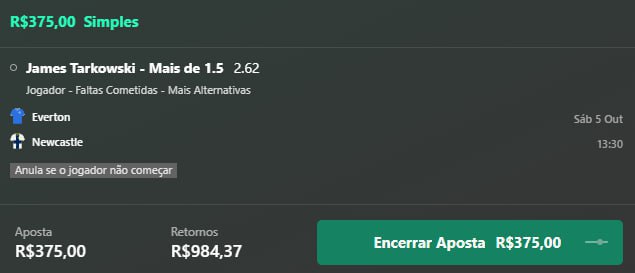 R$375,00 Simples
James Tarkowski - Mais de 1.5 2.62
Jogador - Faltas Cometidas - Mais Alternativas
Everton
Sáb 5 Out
Newcastle
13:30
Anula se o jogador não começar
Aposta Retornos
R$375,00 R$984,37
Encerrar Aposta R$375,00